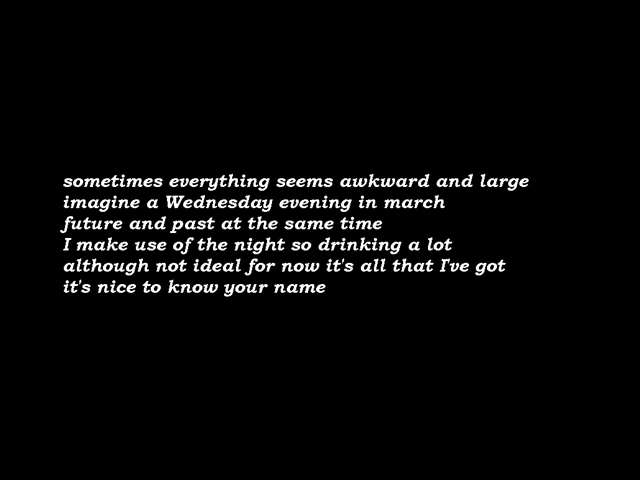 sometimes everything seems awkward and large
imagine a Wednesday evening in march
future and past at the same time
I make use of the night so drinking a lot
although not ideal for now it's all that I've got
it's nice to know your name